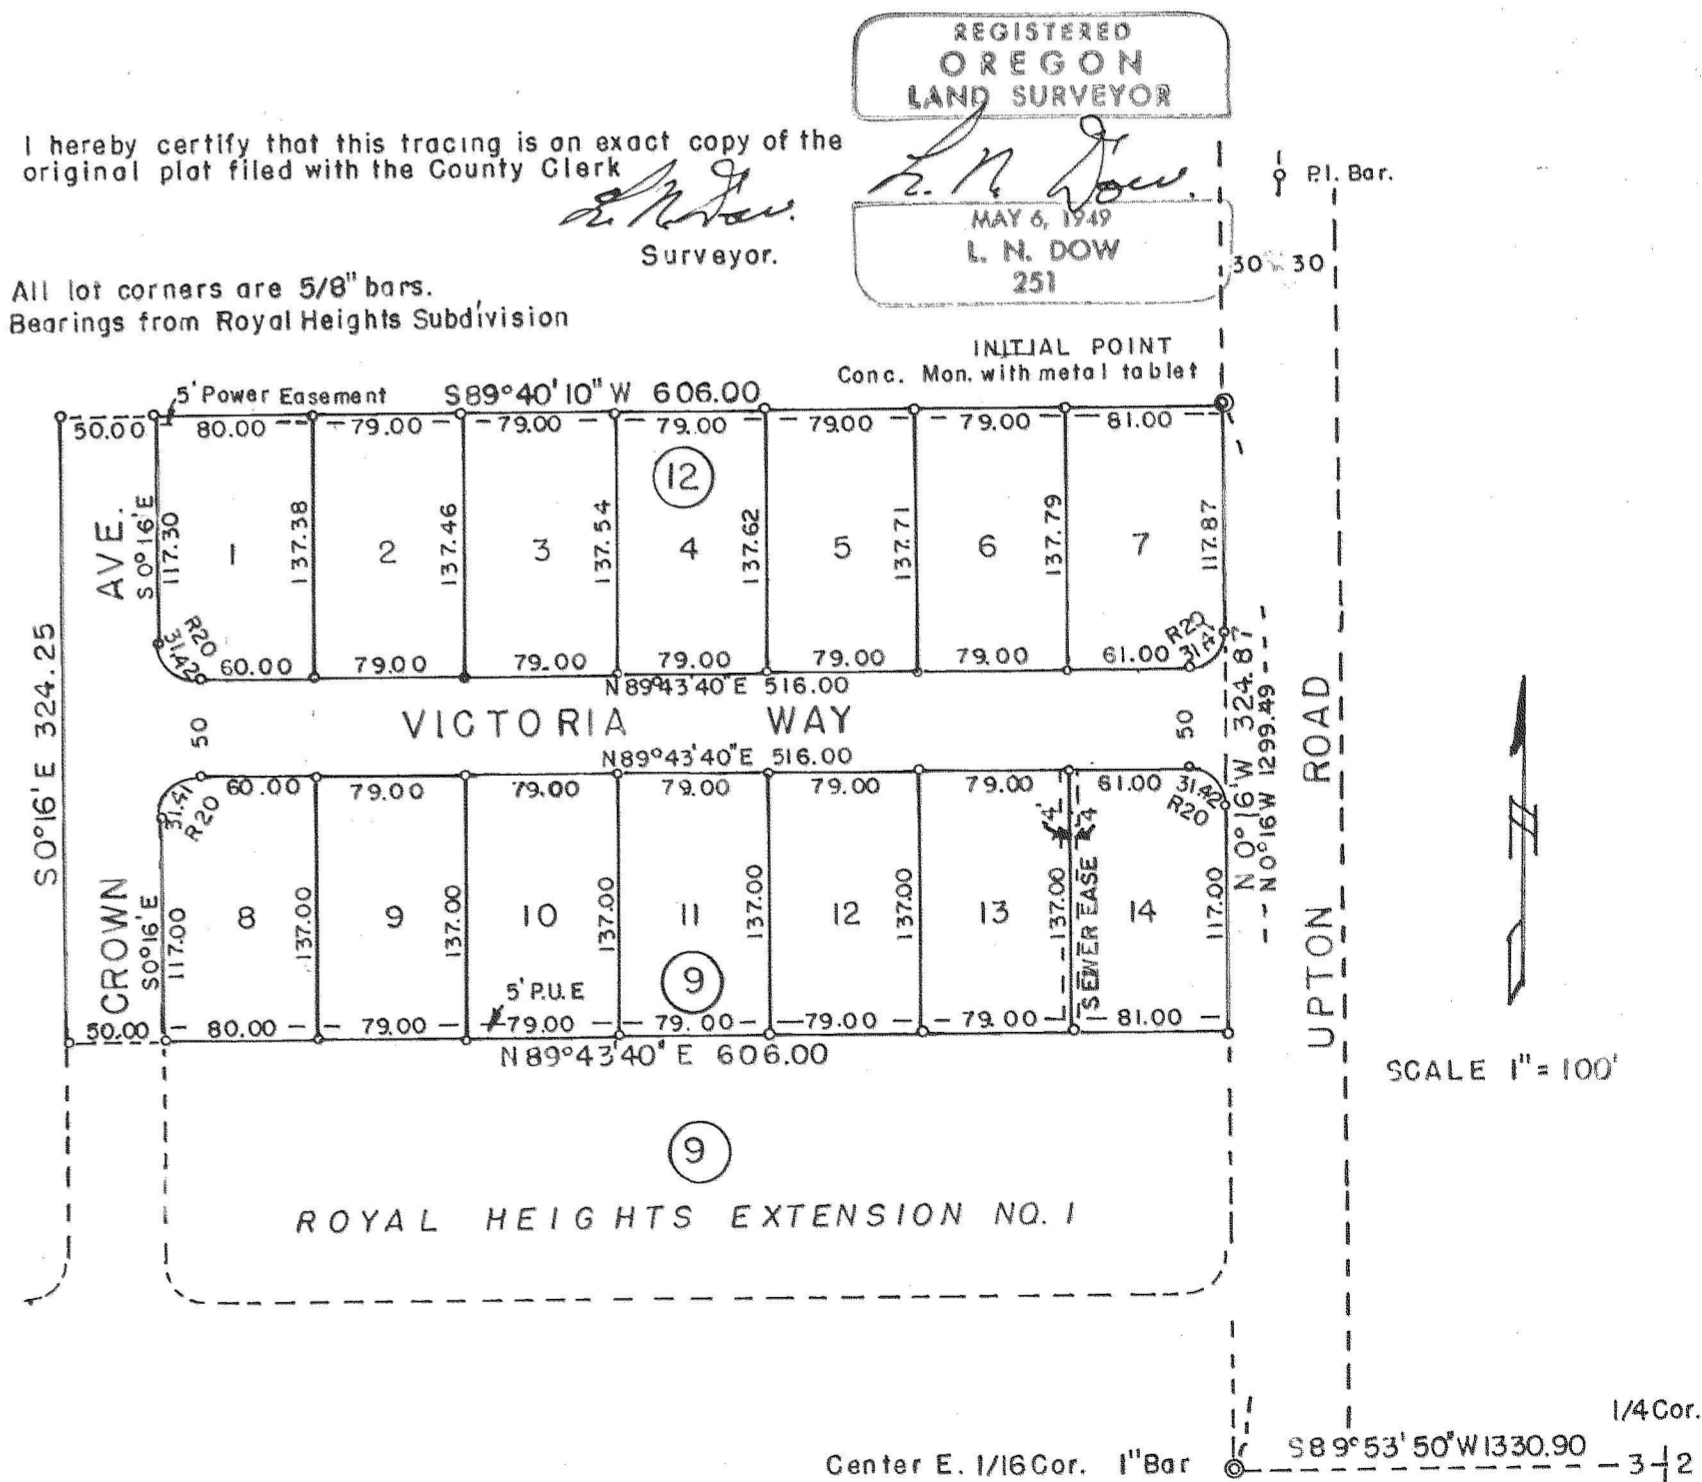 REGISTERED
OREGON
LAND SURVEYOR
I hereby certify that this tracing is an exact copy of the
original plat filed with the County Clerk
L. N. Dow.
Surveyor.
L. N. Dow.
MAY 6, 1949
L. N. DOW
251
P.I. Bar.
30 30
All lot corners are 5/8" bars.
Bearings from Royal Heights Subdivision
INITIAL POINT
Conc. Mon. with metal tablet
5' Power Easement S89°40'10"W 606.00
50.00 80.00 79.00 79.00 79.00 79.00 79.00 81.00
12
AVE.
S0°16'E
117.30 137.38 137.46 137.54 137.62 137.71 137.79 117.87
1 2 3 4 5 6 7
R20
31.42
R20
31.41
60.00 79.00 79.00 79.00 79.00 79.00 61.00
N89°43'40"E 516.00
S0°16'E 324.25
50 VICTORIA WAY 50
N89°43'40"E 516.00
N0°16'W 324.87
N0°16'W 1299.49
UPTON ROAD
31.41
R20
60.00 79.00 79.00 79.00 79.00 79.00 61.00
31.42
R20
4' 4'
CROWN
S0°16'E
117.00 137.00 137.00 137.00 137.00 137.00 137.00 117.00
8 9 10 11 12 13 14
SEWER EASE
9
5' P.U.E
50.00 80.00 79.00 79.00 79.00 79.00 79.00 81.00
N89°43'40"E 606.00
SCALE 1"=100'
9
ROYAL HEIGHTS EXTENSION NO. 1
1/4 Cor.
S89°53'50"W 1330.90
3 2
Center E. 1/16 Cor. 1" Bar